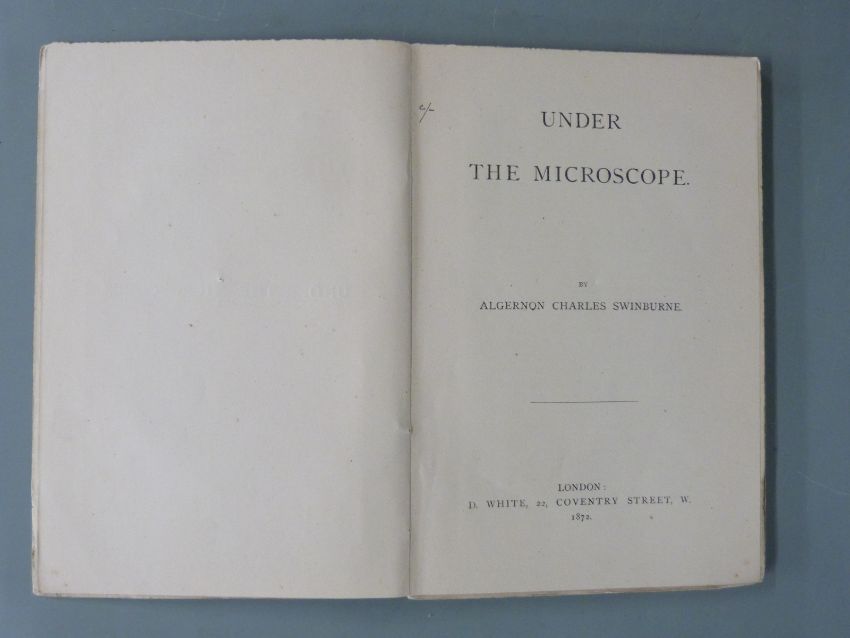 UNDER
THE MICROSCOPE.
BY
ALGERNON CHARLES SWINBURNE.
LONDON:
D. WHITE, 22, COVENTRY STREET, W.
1872.